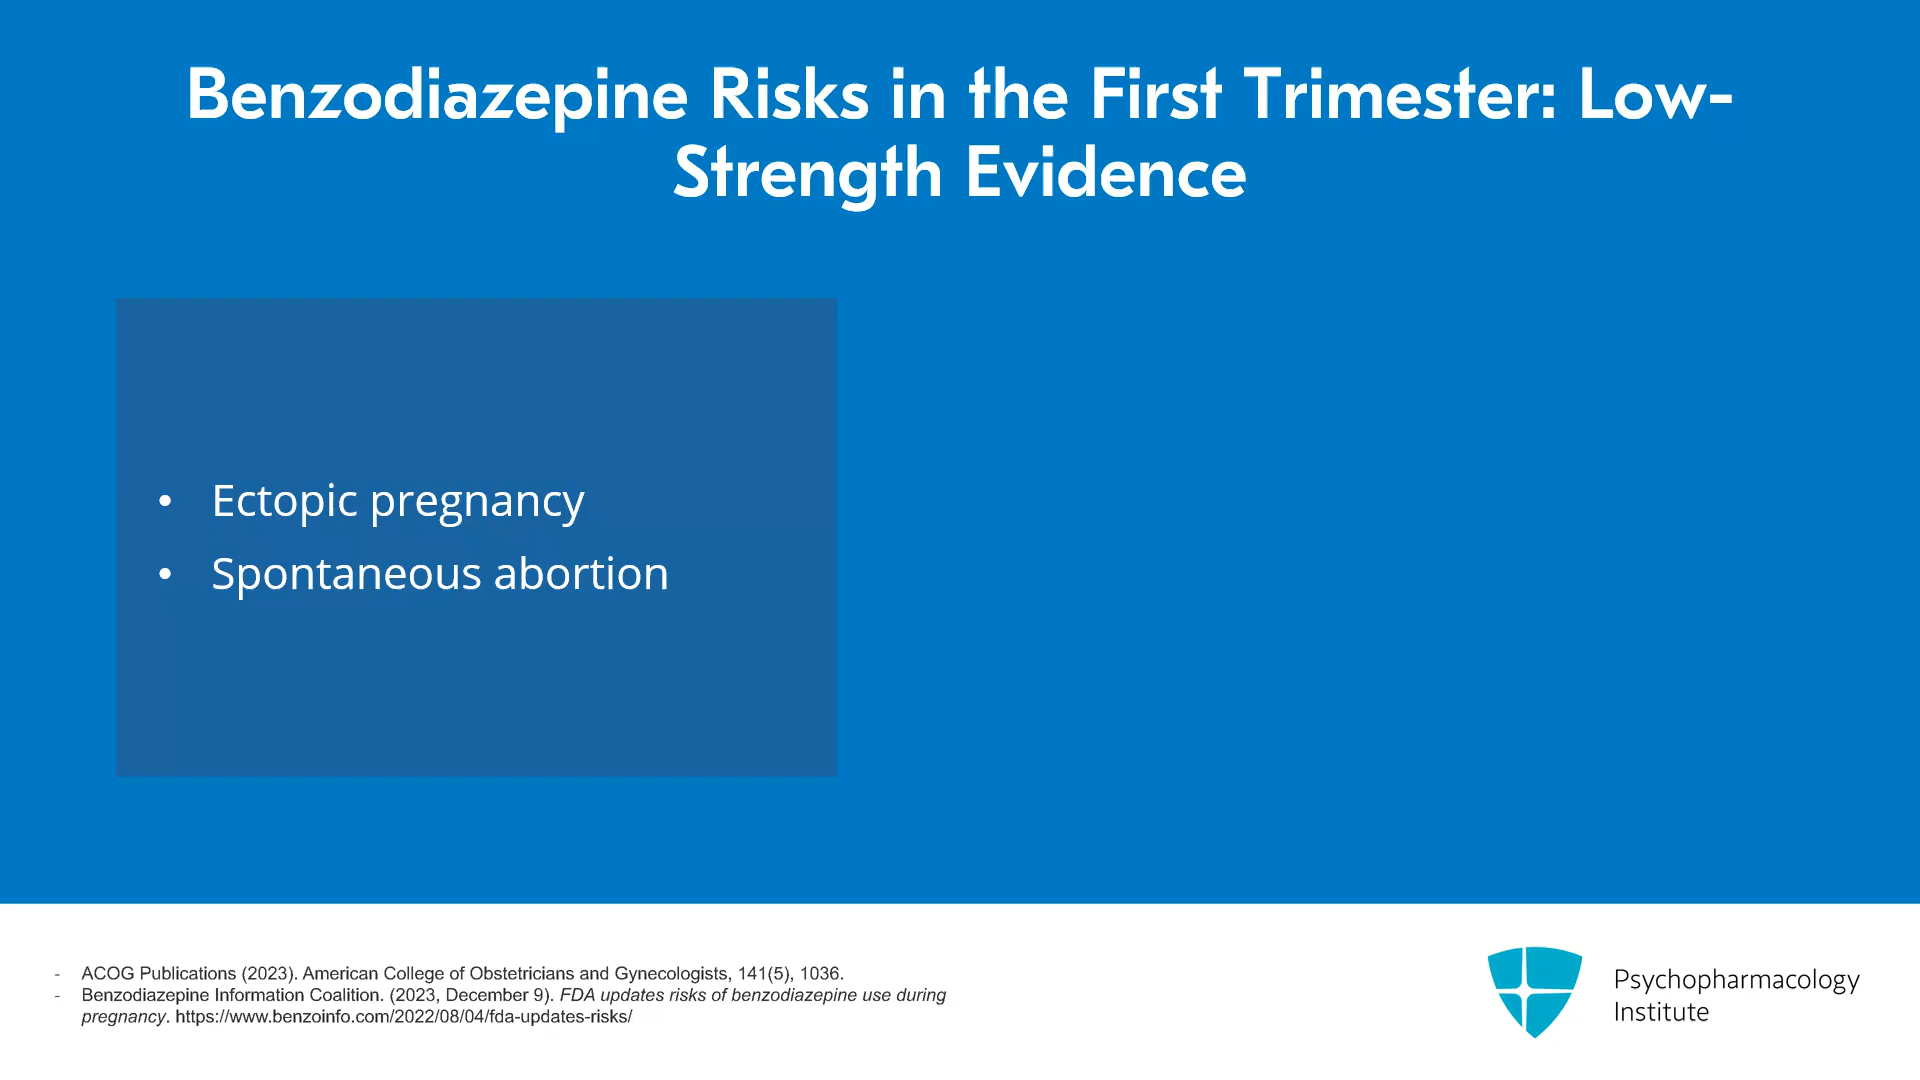 Benzodiazepine Risks in the First Trimester: Low-
Strength Evidence
• Ectopic pregnancy
• Spontaneous abortion
- ACOG Publications (2023). American College of Obstetricians and Gynecologists, 141(5), 1036.
- Benzodiazepine Information Coalition. (2023, December 9). FDA updates risks of benzodiazepine use during
pregnancy. https://www.benzoinfo.com/2022/08/04/fda-updates-risks/
Psychopharmacology
Institute